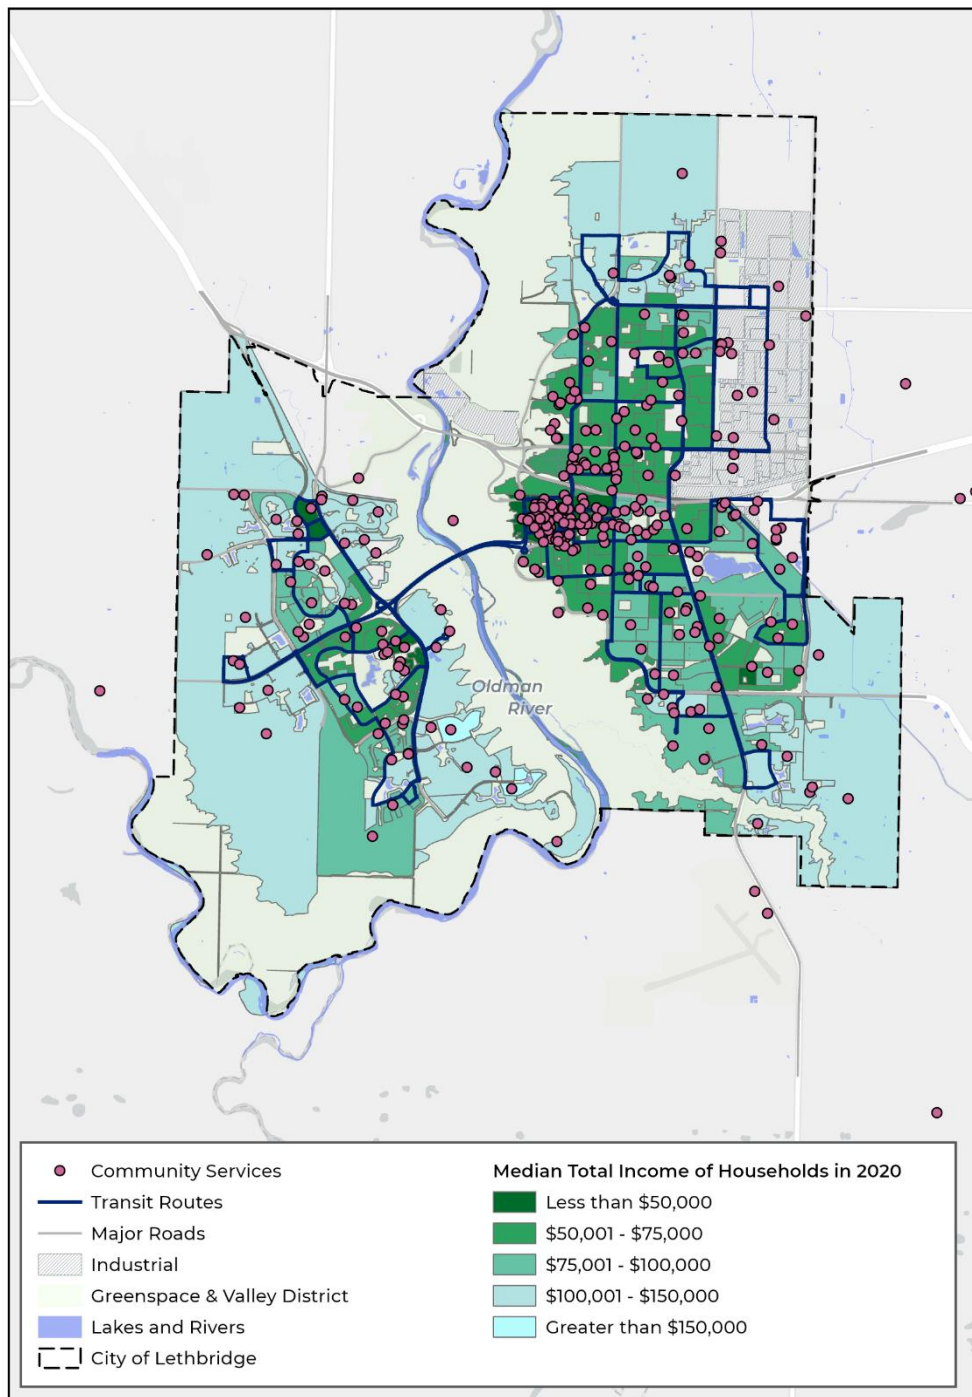 Oldman
River
Community Services
Transit Routes
Major Roads
Industrial
Greenspace & Valley District
Lakes and Rivers
City of Lethbridge
Median Total Income of Households in 2020
Less than $50,000
$50,001 - $75,000
$75,001 - $100,000
$100,001 - $150,000
Greater than $150,000